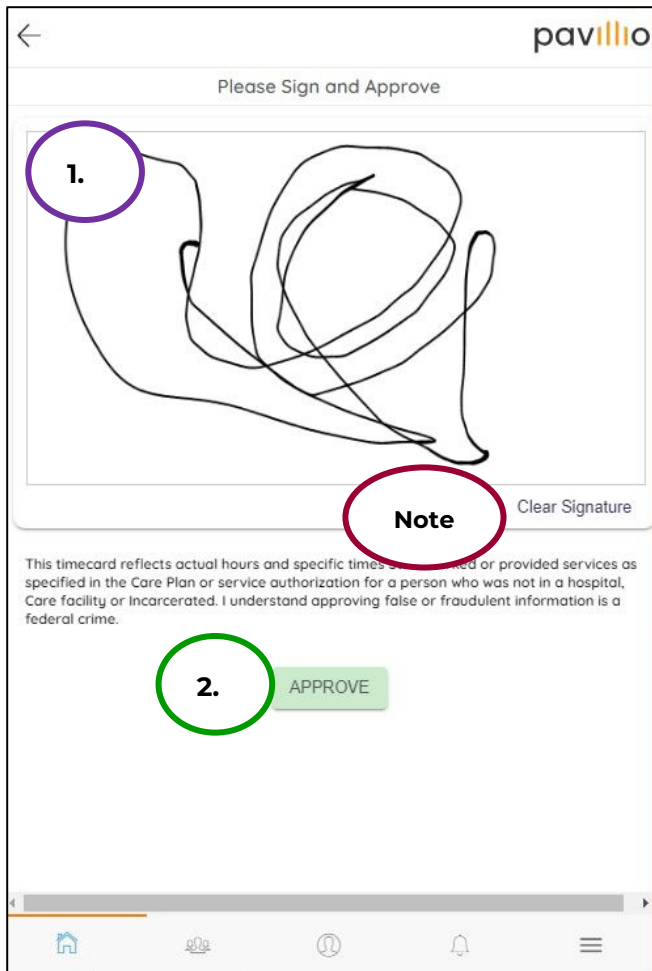 pavillio
Please Sign and Approve
1.
Note
Clear Signature
This timecard reflects actual hours and specific times or provided services as
specified in the Care Plan or service authorization for a person who was not in a hospital,
Care facility or Incarcerated. I understand approving false or fraudulent information is a
federal crime.
2.
APPROVE